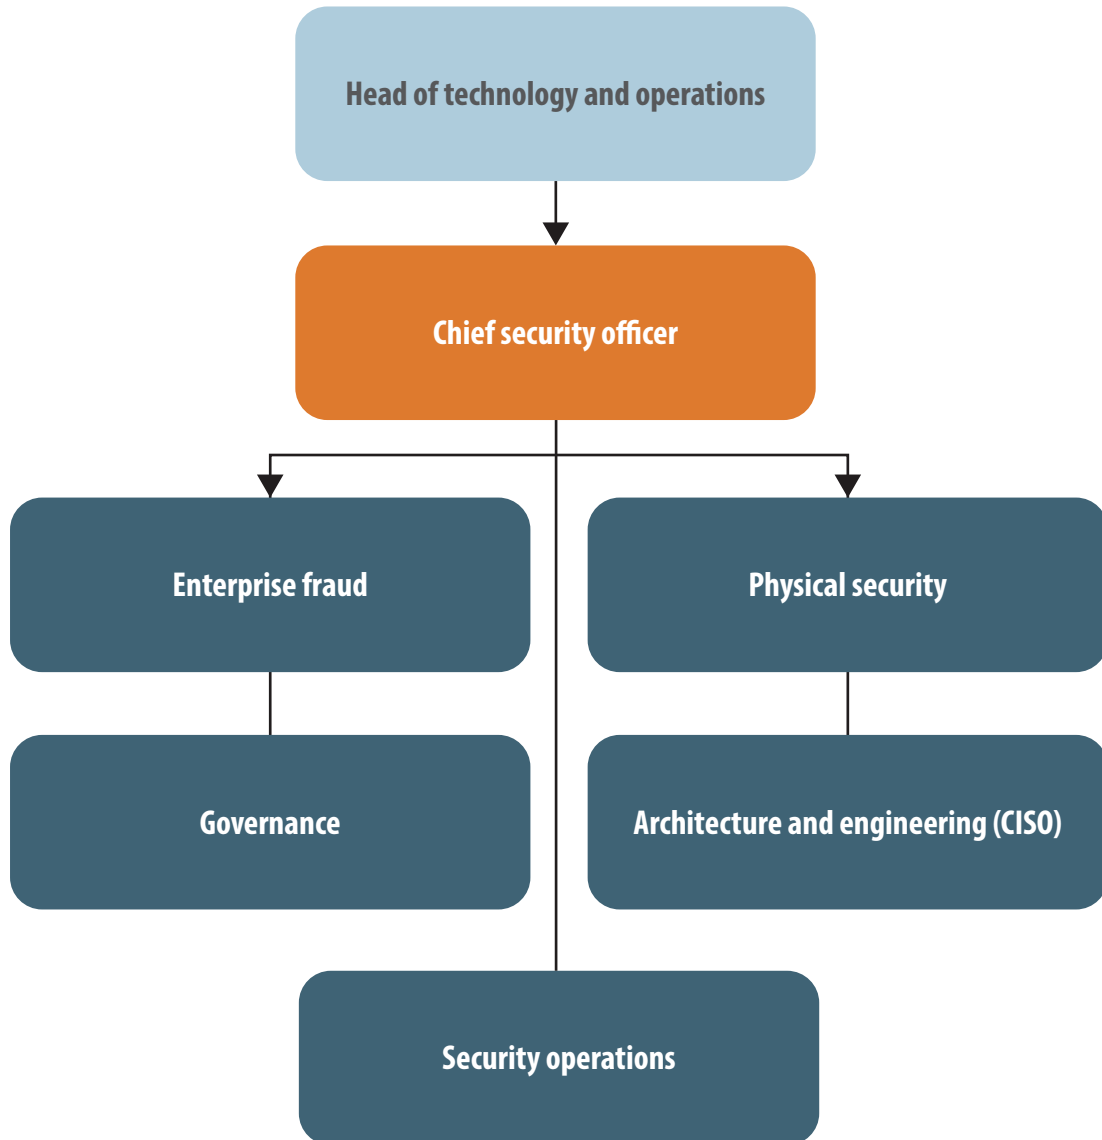 Head of technology and operations
Chief security officer
Enterprise fraud
Physical security
Governance
Architecture and engineering (CISO)
Security operations